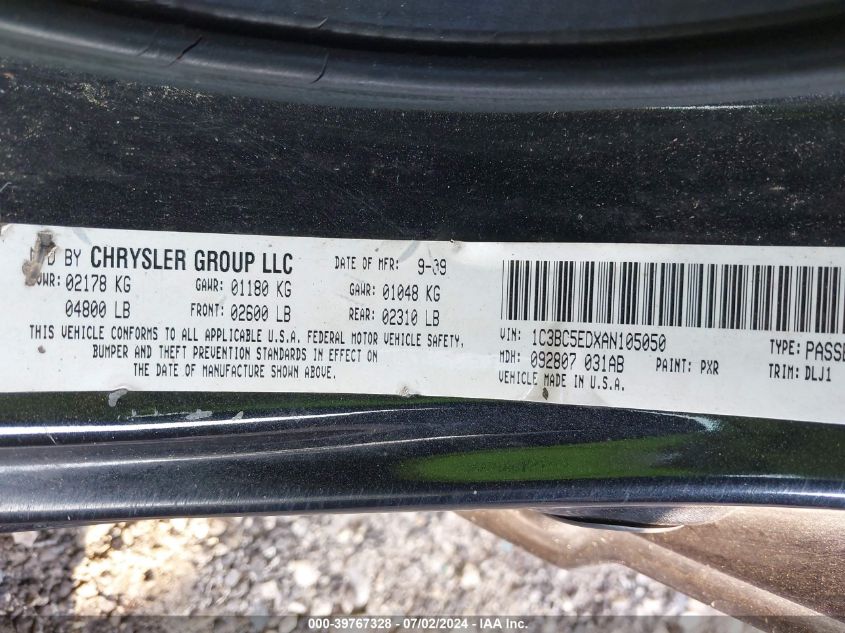 BY CHRYSLER GROUP LLC DATE OF MFR: 9-09
02178 KG GAWR: 01180 KG GAWR: 01048 KG
04800 LB FRONT: 02600 LB REAR: 02310 LB
THIS VEHICLE CONFORMS TO ALL APPLICABLE U.S.A. FEDERAL MOTOR VEHICLE SAFETY,
BUMPER AND THEFT PREVENTION STANDARDS IN EFFECT ON
THE DATE OF MANUFACTURE SHOWN ABOVE.
VIN: 1C3BC5EDXAN105050 TYPE: PASSE
MDH: 092807 031AB PAINT: PXR TRIM: DLJ1
VEHICLE MADE IN U.S.A.
000-39767328 - 07/02/2024 - IAA Inc.